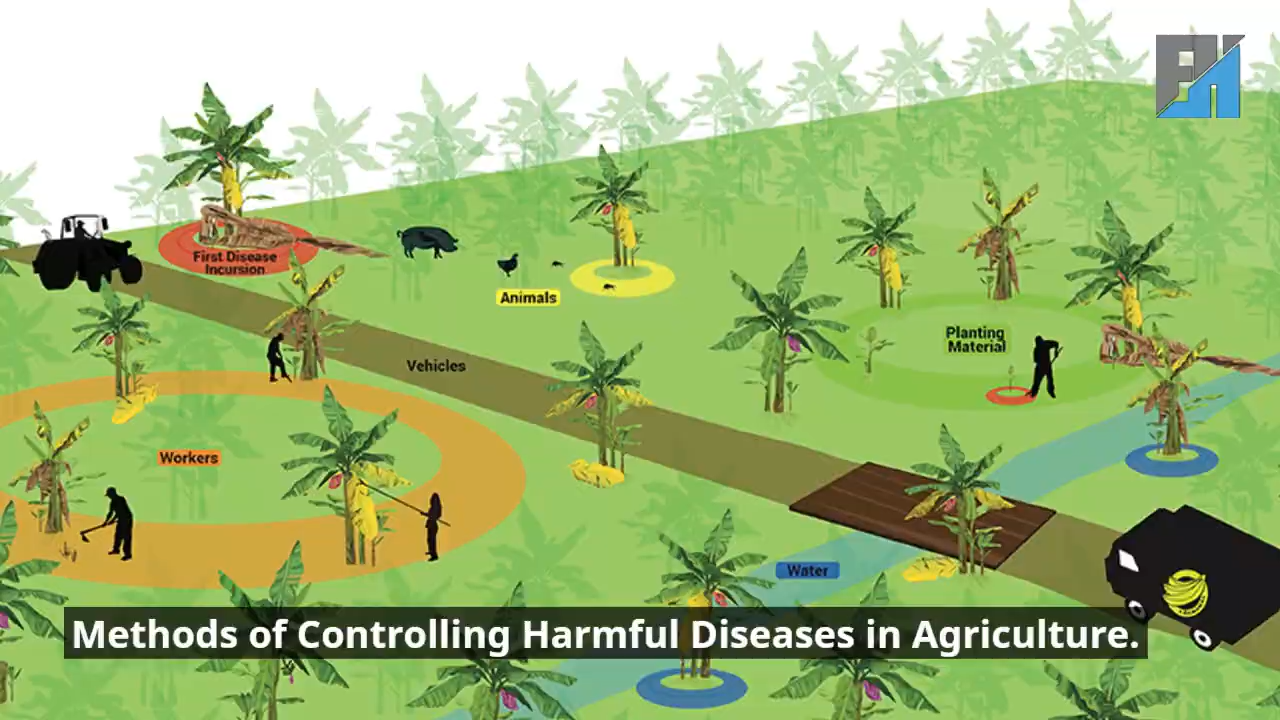 First Disease
Incursion
Animals
Planting
Material
Vehicles
Workers
Water
Methods of Controlling Harmful Diseases in Agriculture.